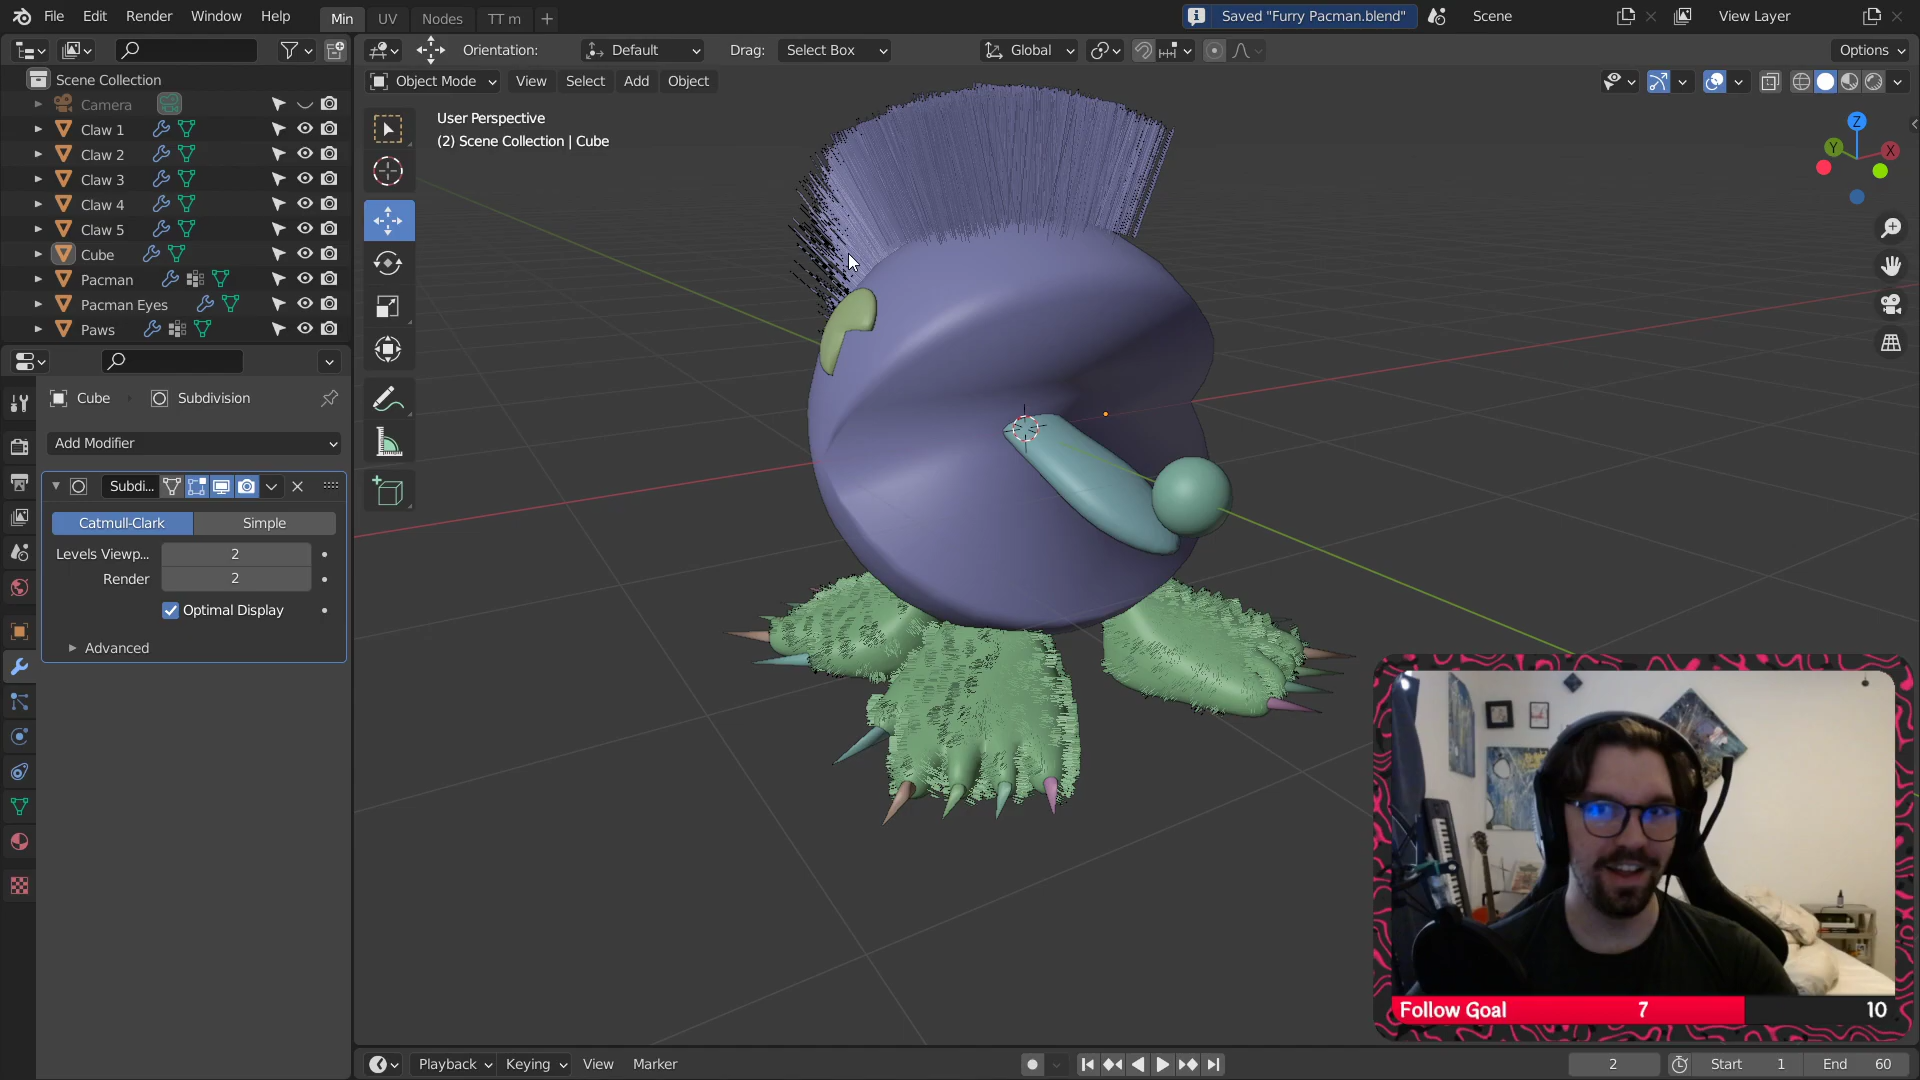 File Edit Render Window Help Min UV Nodes TT m Saved "Furry Pacman.blend" Scene View Layer
Orientation: Default Drag: Select Box Global Options
Scene Collection Object Mode View Select Add Object
Camera
Claw 1
Claw 2
Claw 3
Claw 4
Claw 5
Cube
Pacman
Pacman Eyes
Paws
User Perspective
(2) Scene Collection | Cube
Z
Y
X
Cube Subdivision
Add Modifier
Subdi...
Catmull-Clark Simple
Levels Viewp... 2
Render 2
Optimal Display
Advanced
Follow Goal 7 10
Playback Keying View Marker 2 Start 1 End 60